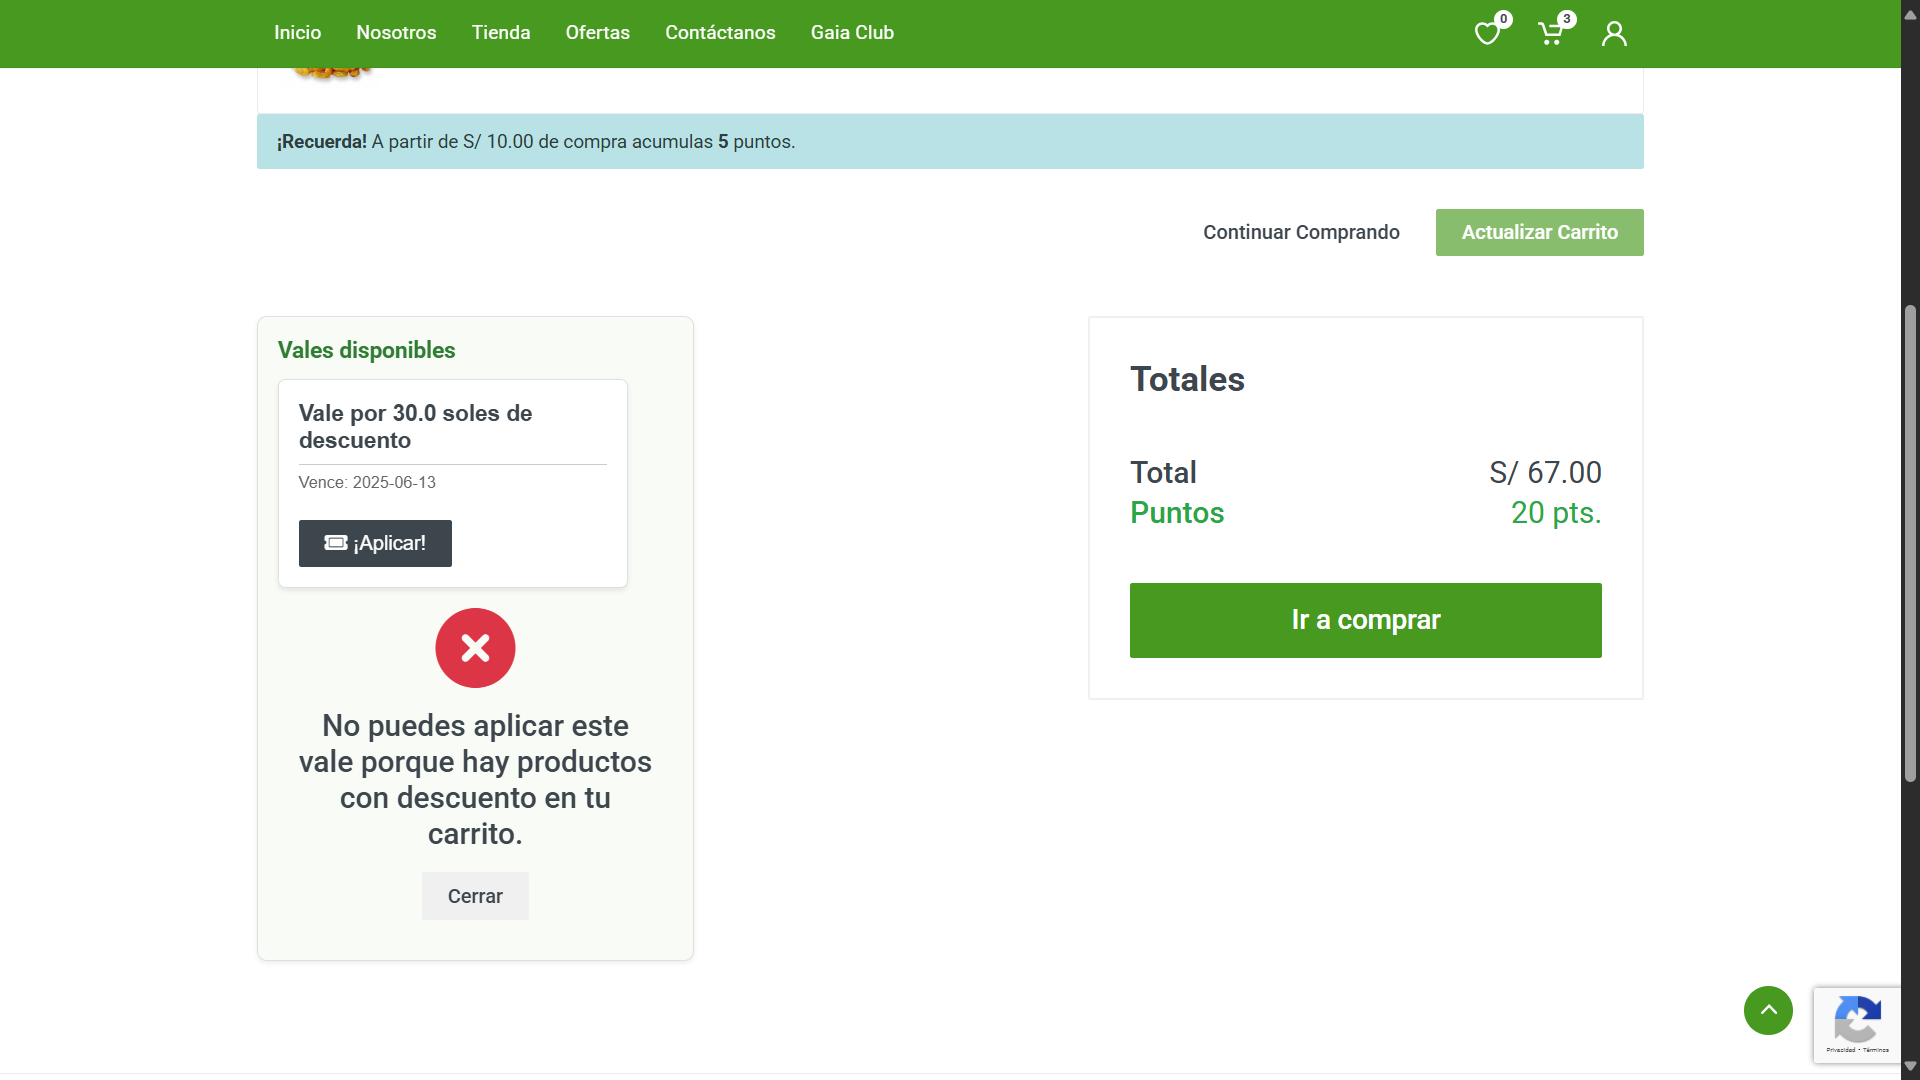 Inicio Nosotros Tienda Ofertas Contáctanos Gaia Club 0 3
¡Recuerda! A partir de S/ 10.00 de compra acumulas 5 puntos.
Continuar Comprando Actualizar Carrito
Vales disponibles
Vale por 30.0 soles de
descuento
Vence: 2025-06-13
¡Aplicar!
No puedes aplicar este
vale porque hay productos
con descuento en tu
carrito.
Cerrar
Totales
Total S/ 67.00
Puntos 20 pts.
Ir a comprar
Privacidad • Términos